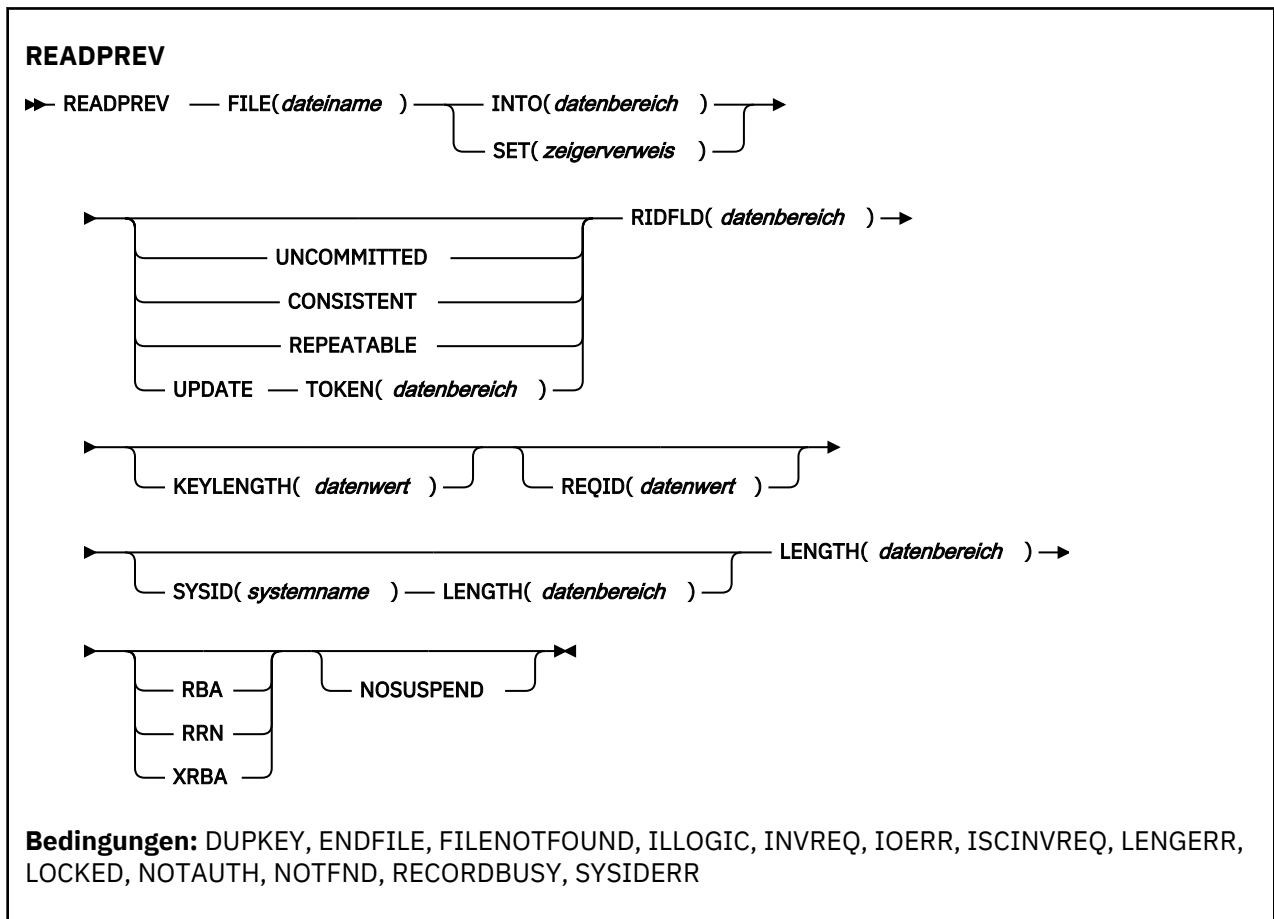 READPREV
READPREV FILE(dateiname ) INTO(datenbereich )
SET( zeigerverweis )
RIDFLD( datenbereich )
UNCOMMITTED
CONSISTENT
REPEATABLE
UPDATE TOKEN( datenbereich )
KEYLENGTH( datenwert ) REQID( datenwert )
LENGTH( datenbereich )
SYSID( systemname ) LENGTH( datenbereich )
RBA NOSUSPEND
RRN
XRBA
Bedingungen: DUPKEY, ENDFILE, FILENOTFOUND, ILLOGIC, INVREQ, IOERR, ISCINVREQ, LENGERR,
LOCKED, NOTAUTH, NOTFND, RECORDBUSY, SYSIDERR